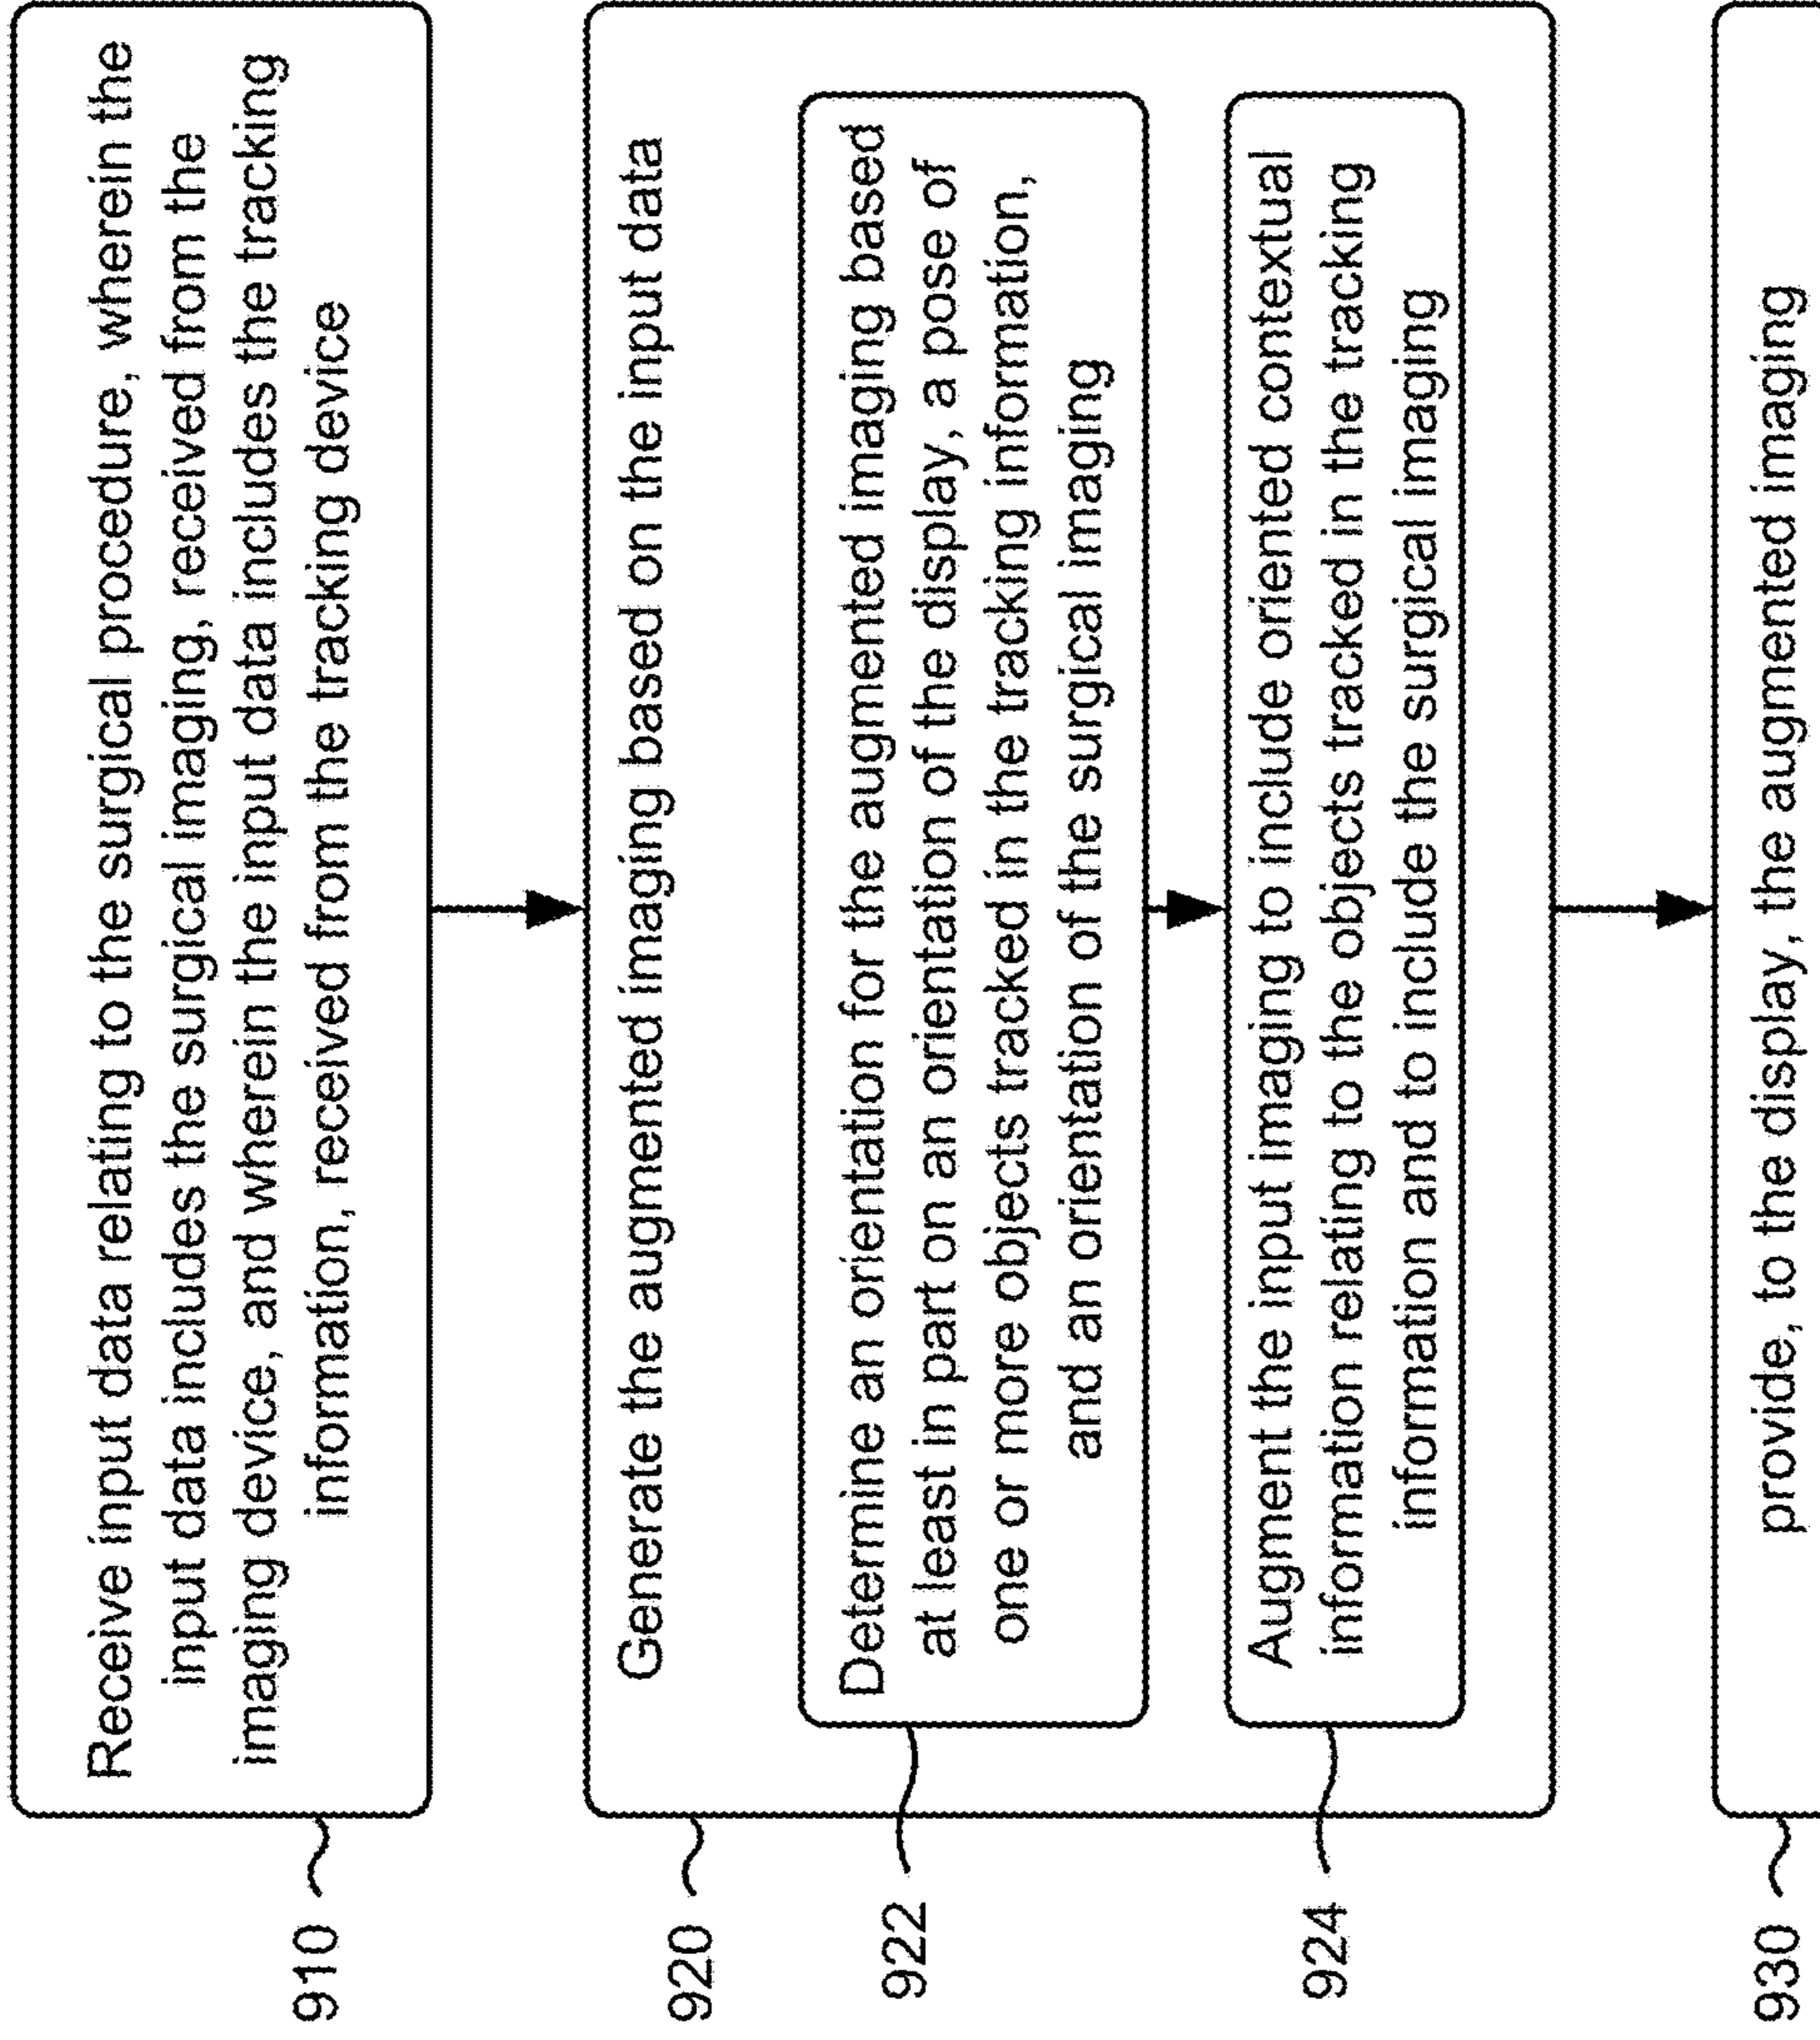 Receive input data relating to the surgical procedure, wherein the
input data includes the surgical imaging, received from the
imaging device, and wherein the input data includes the tracking
information, received from the tracking device
910
Generate the augmented imaging based on the input data
920
Determine an orientation for the augmented imaging based
at least in part on an orientation of the display, a pose of
one or more objects tracked in the tracking information,
and an orientation of the surgical imaging
922
Augment the input imaging to include oriented contextual
information relating to the objects tracked in the tracking
information and to include the surgical imaging
924
provide, to the display, the augmented imaging
930